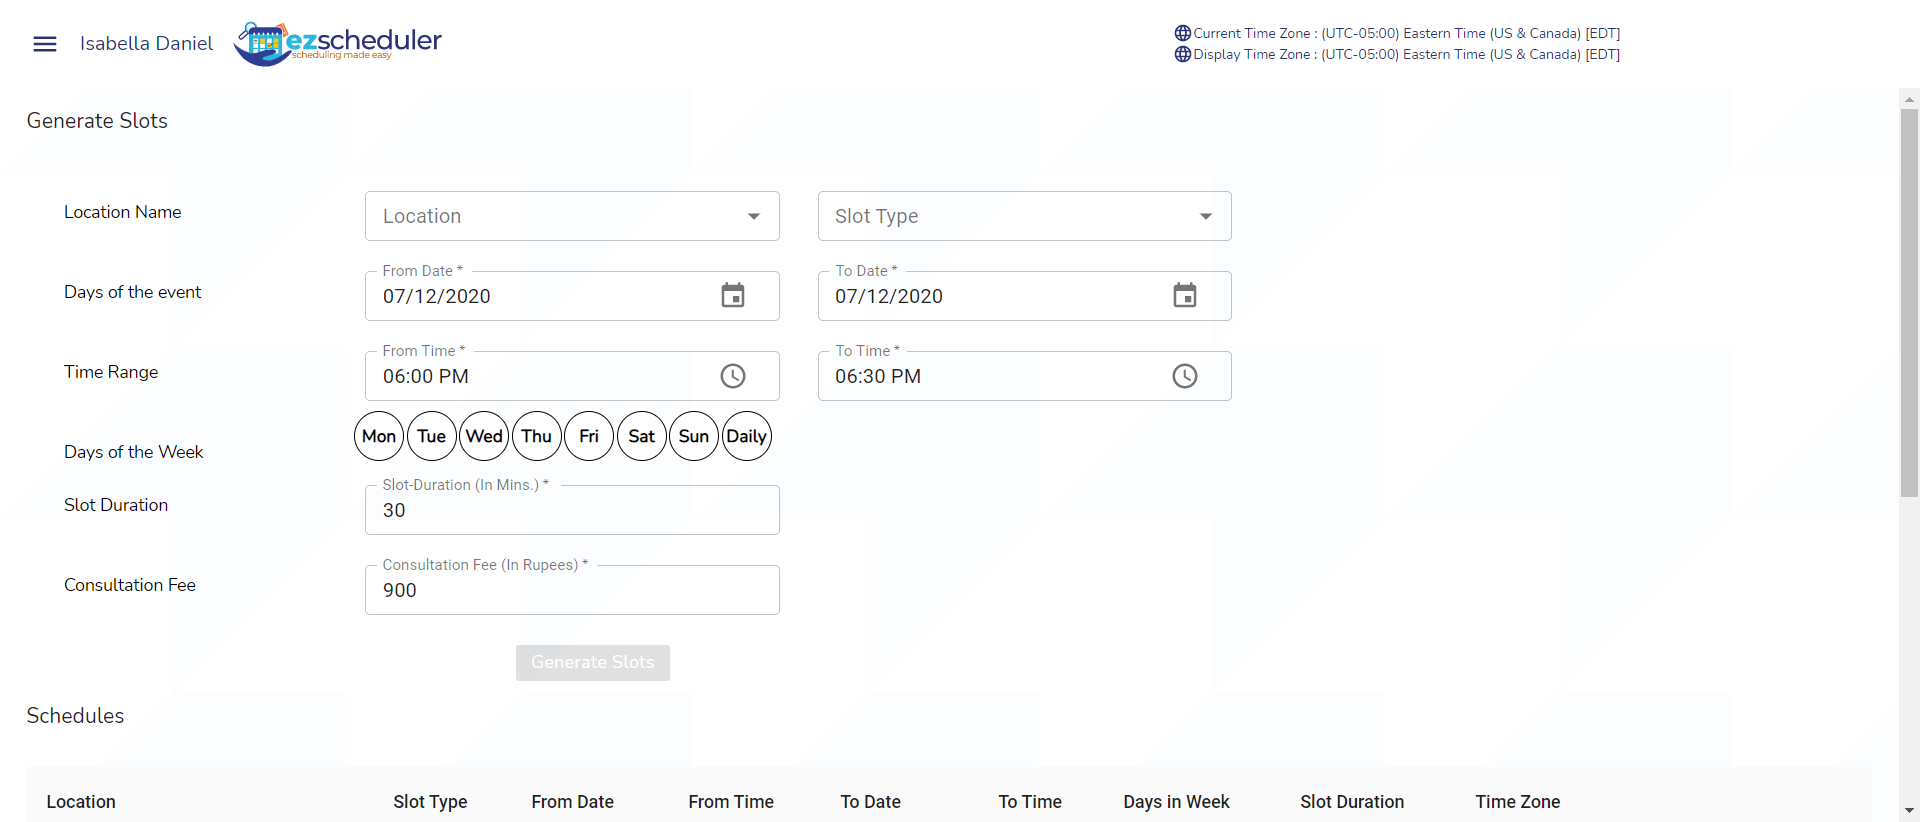 Isabella Daniel
ezscheduler
scheduling made easy
Current Time Zone : (UTC-05:00) Eastern Time (US & Canada) [EDT]
Display Time Zone : (UTC-05:00) Eastern Time (US & Canada) [EDT]
Generate Slots
Location Name
Location
Slot Type
Days of the event
From Date *
07/12/2020
To Date *
07/12/2020
Time Range
From Time *
06:00 PM
To Time *
06:30 PM
Days of the Week
Mon Tue Wed Thu Fri Sat Sun Daily
Slot Duration
Slot-Duration (In Mins.) *
30
Consultation Fee
Consultation Fee (In Rupees) *
900
Generate Slots
Schedules
Location Slot Type From Date From Time To Date To Time Days in Week Slot Duration Time Zone